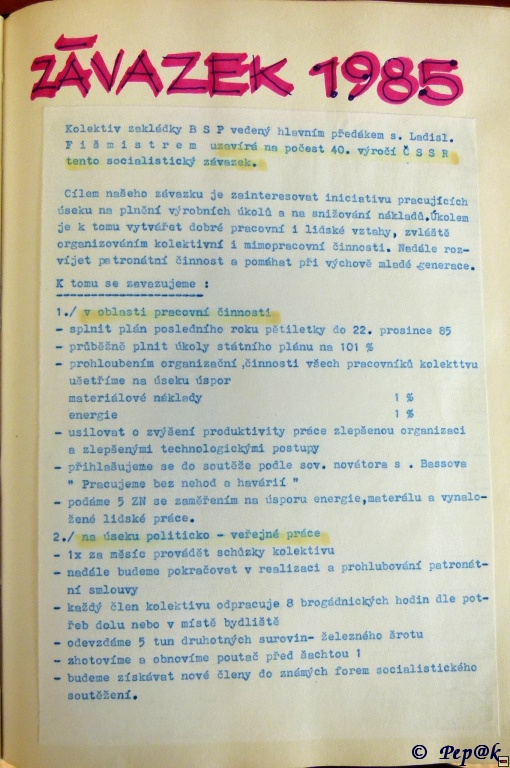 ZÁVAZEK 1985
Kolektiv zakládky B S P vedený hlavním předákem s. Ladisl.
F i š m i s t r e m  uzavírá na počest 40. výročí Č S S R
tento socialistický závazek.
Cílem našeho závazku je zainteresovat iniciativu pracujících
úseku na plnění výrobních úkolů a na snižování nákladů,Úkolem
je k tomu vytvářet dobré pracovní i lidské vztahy, zvláště
organizováním kolektivní i mimopracovní činnosti. Nadále roz-
víjet patronátní činnost a pomáhat při výchově mladé generace.
K tomu se zavazujeme :
1./ v oblasti pracovní činnosti
- splnit plán posledního roku pětiletky do 22. prosince 85
- průběžně plnit úkoly státního plánu na 101 %
- prohloubením organizační ,činnosti všech pracovníků kolekttvu
ušetříme na úseku úspor
materiálové náklady 1 %
energie 1 %
- usilovat o zvýšení produktivity práce zlepšenou organizaci
a zlepšenými technologickými postupy
- přihlašujeme se do soutěže podle sov. novátora s . Bassova
" Pracujeme bez nehod a havárií "
- podáme 5 ZN se zaměřením na úsporu energie,materálu a vynalo-
žené lidské práce.
2./ na úseku politicko - veřejné práce
- 1x za měsíc provádět schůzky kolektivu
- nadále budeme pokračovat v realizaci a prohlubování patronát-
ní smlouvy
- každý člen kolektivu odpracuje 8 brogádnických hodin dle pot-
řeb dolu nebo v místě bydliště
- odevzdáme 5 tun druhotných surovin- železného šrotu
- zhotovíme a obnovíme poutač před šachtou 1
- budeme získávat nové členy do známých forem socialistického
soutěžení.
© Pep@k